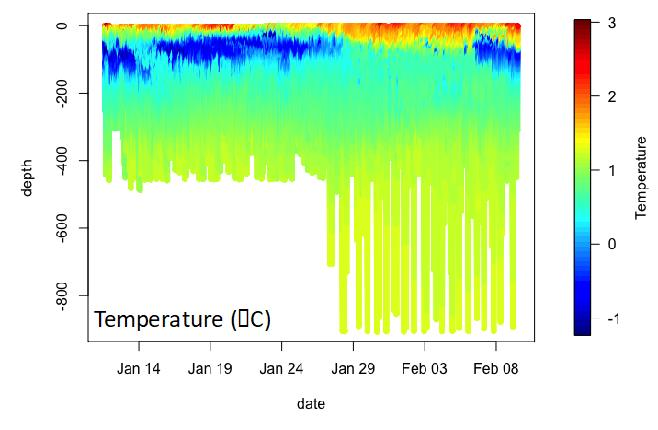 0
-200
-400
-600
-800
depth
Temperature (▯C)
Jan 14 Jan 19 Jan 24 Jan 29 Feb 03 Feb 08
date
3
2
1
0
-1
Temperature